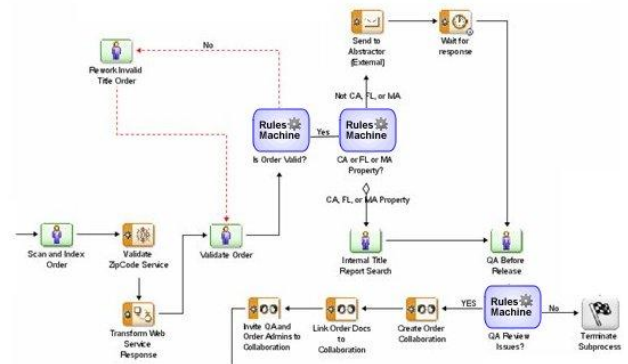 No
Rework Invalid
Title Order
Send to
Abstractor
(External)
Wait for
response
Not CA, FL, or MA
Rules
Machine
Is Order Valid?
Yes
Rules
Machine
CA or FL or MA
Property?
CA, FL, or MA Property
Scan and Index
Order
Validate
ZipCode Service
Validate Order
Internal Title
Report Search
QA Before
Release
Transform Web
Service
Response
Invite QA and
Order Admins to
Collaboration
Link Order Docs
to
Collaboration
Create Order
Collaboration
YES
Rules
Machine
QA Review
Issues?
No
Terminate
Subprocess